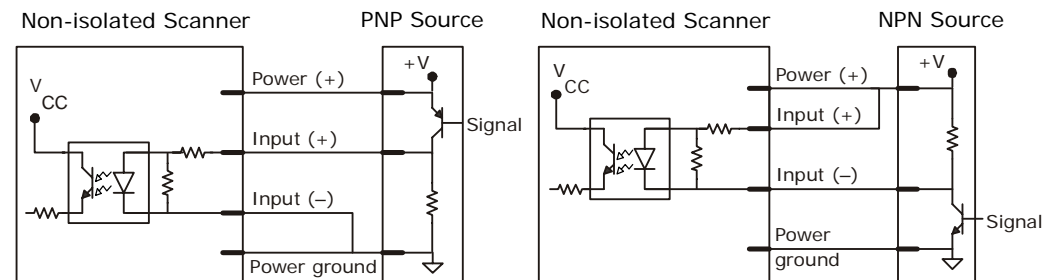 Non-isolated Scanner
PNP Source
+V
V
CC
Power (+)
Signal
Input (+)
Input (–)
Power ground
Non-isolated Scanner
NPN Source
+V
V
CC
Power (+)
Input (+)
Input (–)
Signal
Power
ground